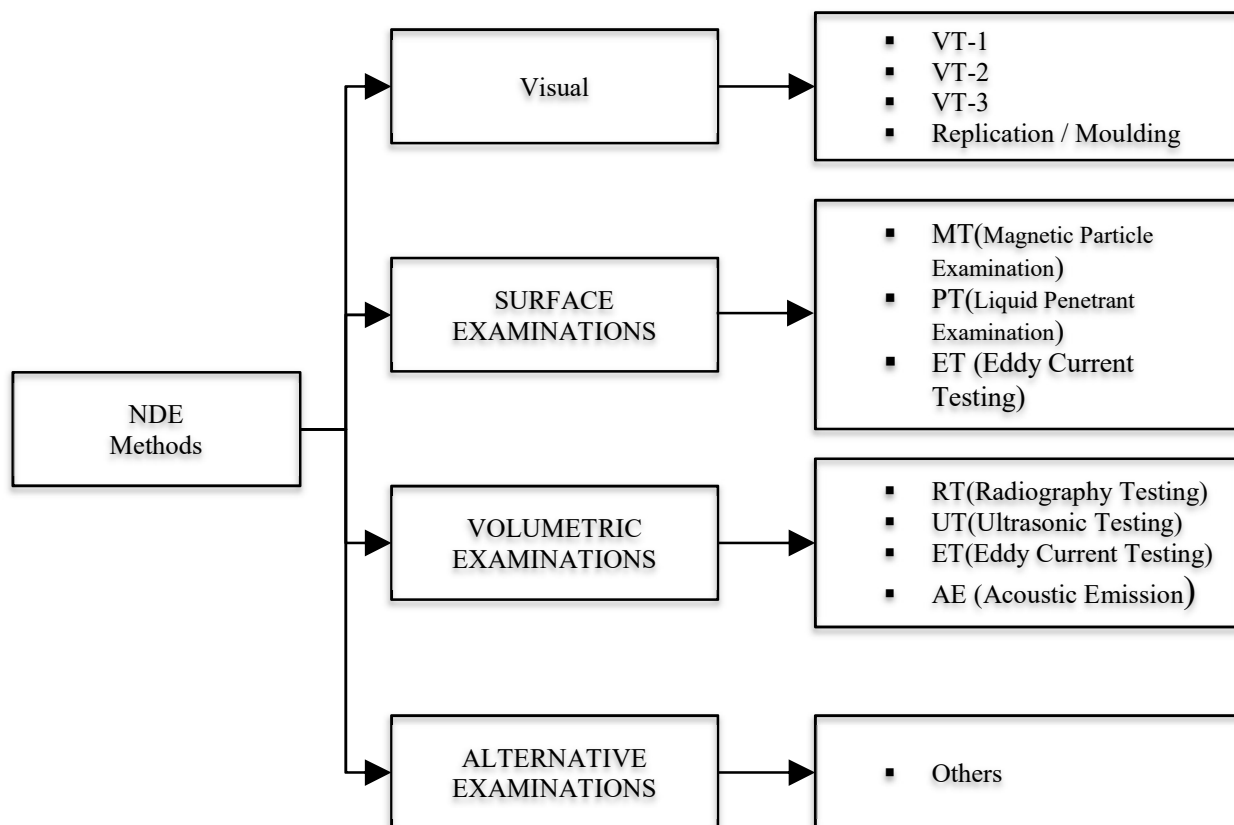 NDE
Methods
Visual
▪ VT-1
▪ VT-2
▪ VT-3
▪ Replication / Moulding
SURFACE
EXAMINATIONS
▪ MT(Magnetic Particle
Examination)
▪ PT(Liquid Penetrant
Examination)
▪ ET (Eddy Current
Testing)
VOLUMETRIC
EXAMINATIONS
▪ RT(Radiography Testing)
▪ UT(Ultrasonic Testing)
▪ ET(Eddy Current Testing)
▪ AE (Acoustic Emission)
ALTERNATIVE
EXAMINATIONS
▪ Others